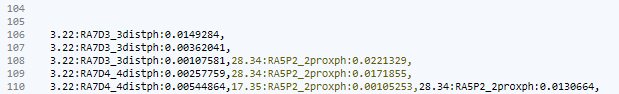 104
105
106 3.22:RA7D3_3distph:0.0149284,
107 3.22:RA7D3_3distph:0.00362041,
108 3.22:RA7D3_3distph:0.00107581,28.34:RA5P2_2proxph:0.0221329,
109 3.22:RA7D4_4distph:0.00257759,28.34:RA5P2_2proxph:0.0171855,
110 3.22:RA7D4_4distph:0.00544864,17.35:RA5P2_2proxph:0.00105253,28.34:RA5P2_2proxph:0.0130664,